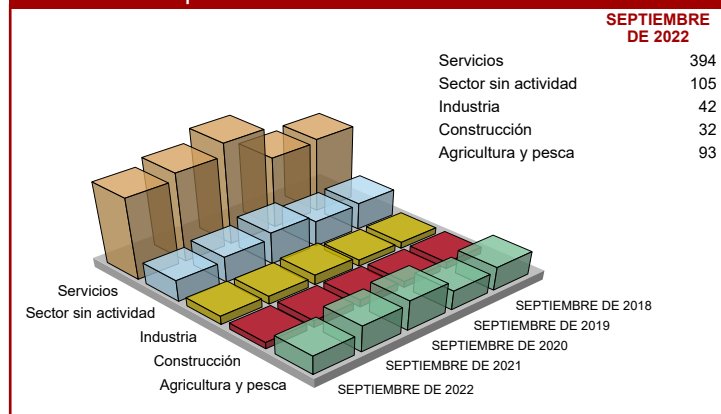 SEPTIEMBRE
DE 2022
Servicios 394
Sector sin actividad 105
Industria 42
Construcción 32
Agricultura y pesca 93
Servicios
Sector sin actividad
Industria
Construcción
Agricultura y pesca
SEPTIEMBRE DE 2018
SEPTIEMBRE DE 2019
SEPTIEMBRE DE 2020
SEPTIEMBRE DE 2021
SEPTIEMBRE DE 2022